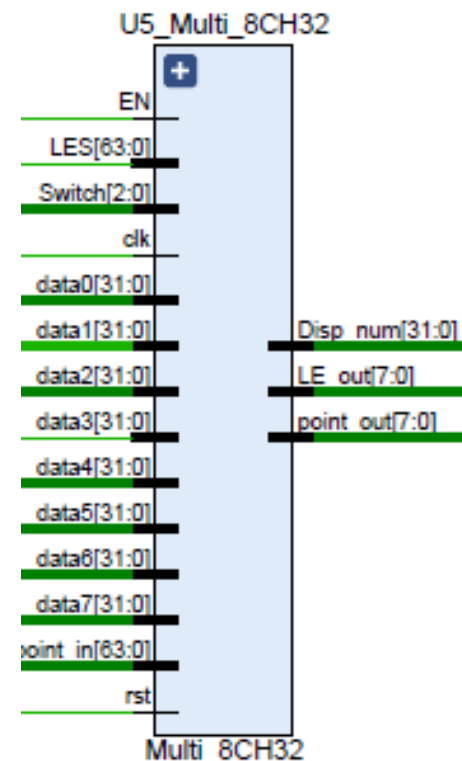 U5_Multi_8CH32
EN
LES[63:0]
Switch[2:0]
clk
data0[31:0]
data1[31:0]
data2[31:0]
data3[31:0]
data4[31:0]
data5[31:0]
data6[31:0]
data7[31:0]
oint_in[63:0]
rst
Disp_num[31:0]
LE_out[7:0]
point_out[7:0]
Multi_8CH32